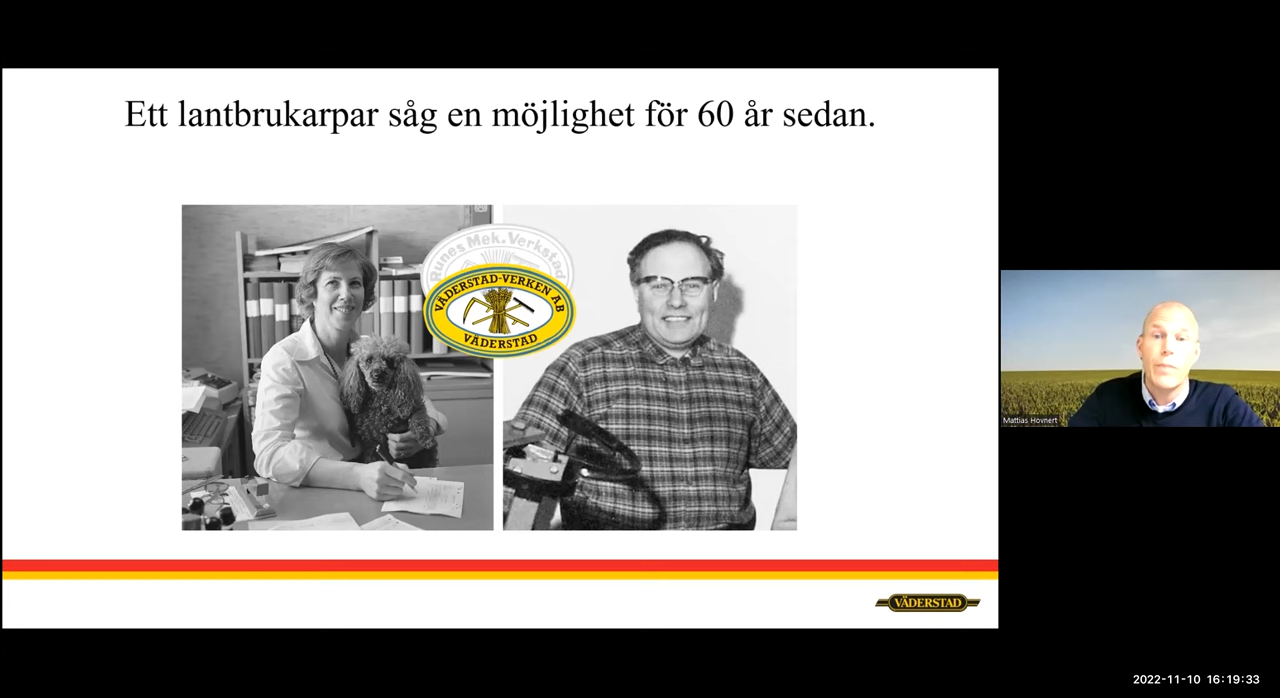 Ett lantbrukarpar såg en möjlighet för 60 år sedan.
Runes Mek. Verkstad
VÄDERSTAD-VERKEN AB
VÄDERSTAD
Mattias Hovnert
VÄDERSTAD
2022-11-10 16:19:33